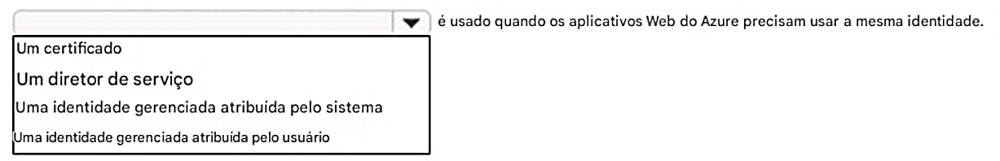 é usado quando os aplicativos Web do Azure precisam usar a mesma identidade.
Um certificado
Um diretor de serviço
Uma identidade gerenciada atribuída pelo sistema
Uma identidade gerenciada atribuída pelo usuário